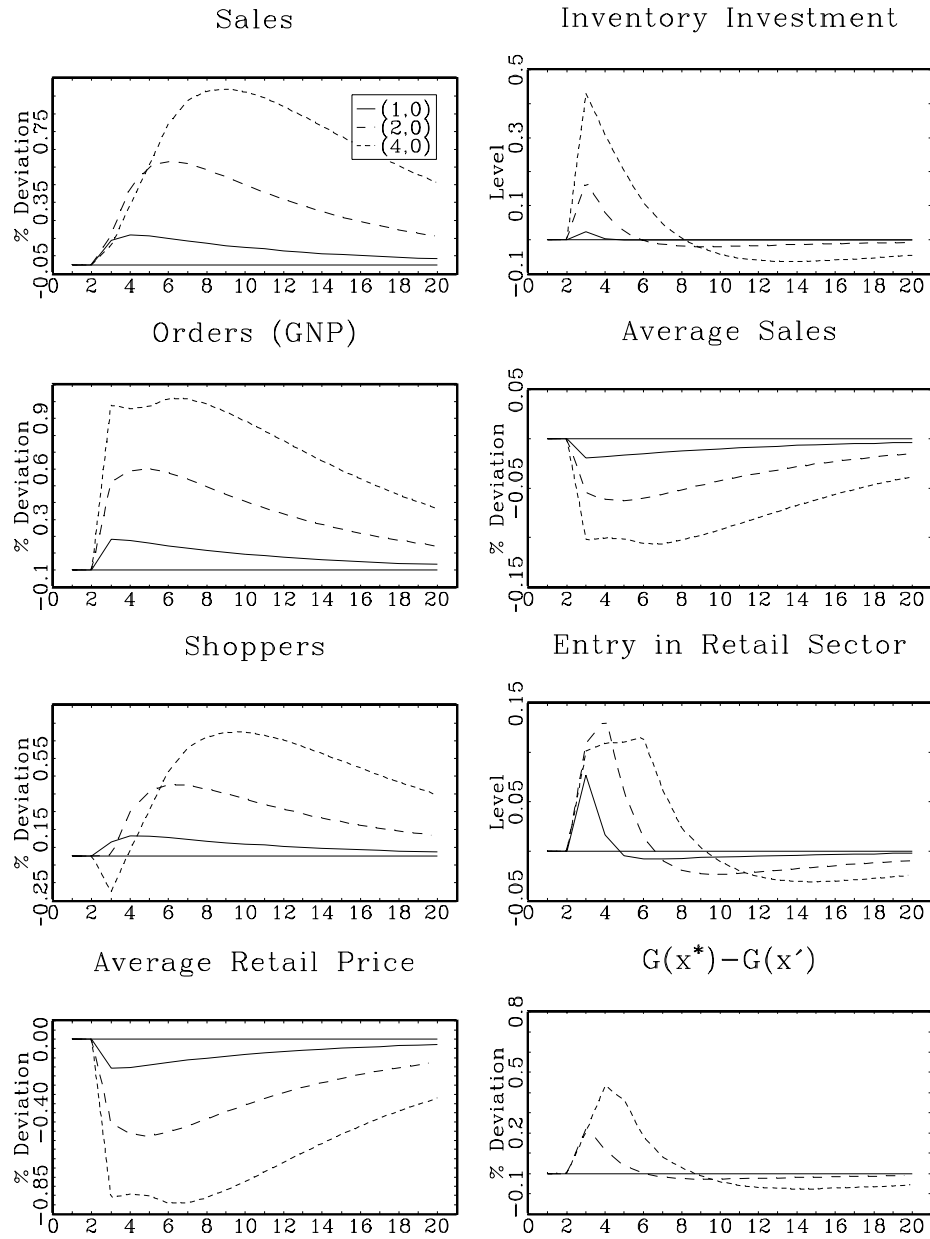 Sales
% Deviation
-0.05 0.35 0.75
(1,0)
(2,0)
(4,0)
0 2 4 6 8 10 12 14 16 18 20
Inventory Investment
Level
-0.1 0.1 0.3 0.5
0 2 4 6 8 10 12 14 16 18 20
Orders (GNP)
% Deviation
-0.1 0.3 0.6 0.9
0 2 4 6 8 10 12 14 16 18 20
Average Sales
% Deviation
-0.15 -0.05 0.05
0 2 4 6 8 10 12 14 16 18 20
Shoppers
% Deviation
-0.25 0.15 0.55
0 2 4 6 8 10 12 14 16 18 20
Entry in Retail Sector
Level
-0.05 0.05 0.15
0 2 4 6 8 10 12 14 16 18 20
Average Retail Price
% Deviation
-0.85 -0.40 0.00
0 2 4 6 8 10 12 14 16 18 20
G(x*)-G(x′)
% Deviation
-0.1 0.2 0.5 0.8
0 2 4 6 8 10 12 14 16 18 20